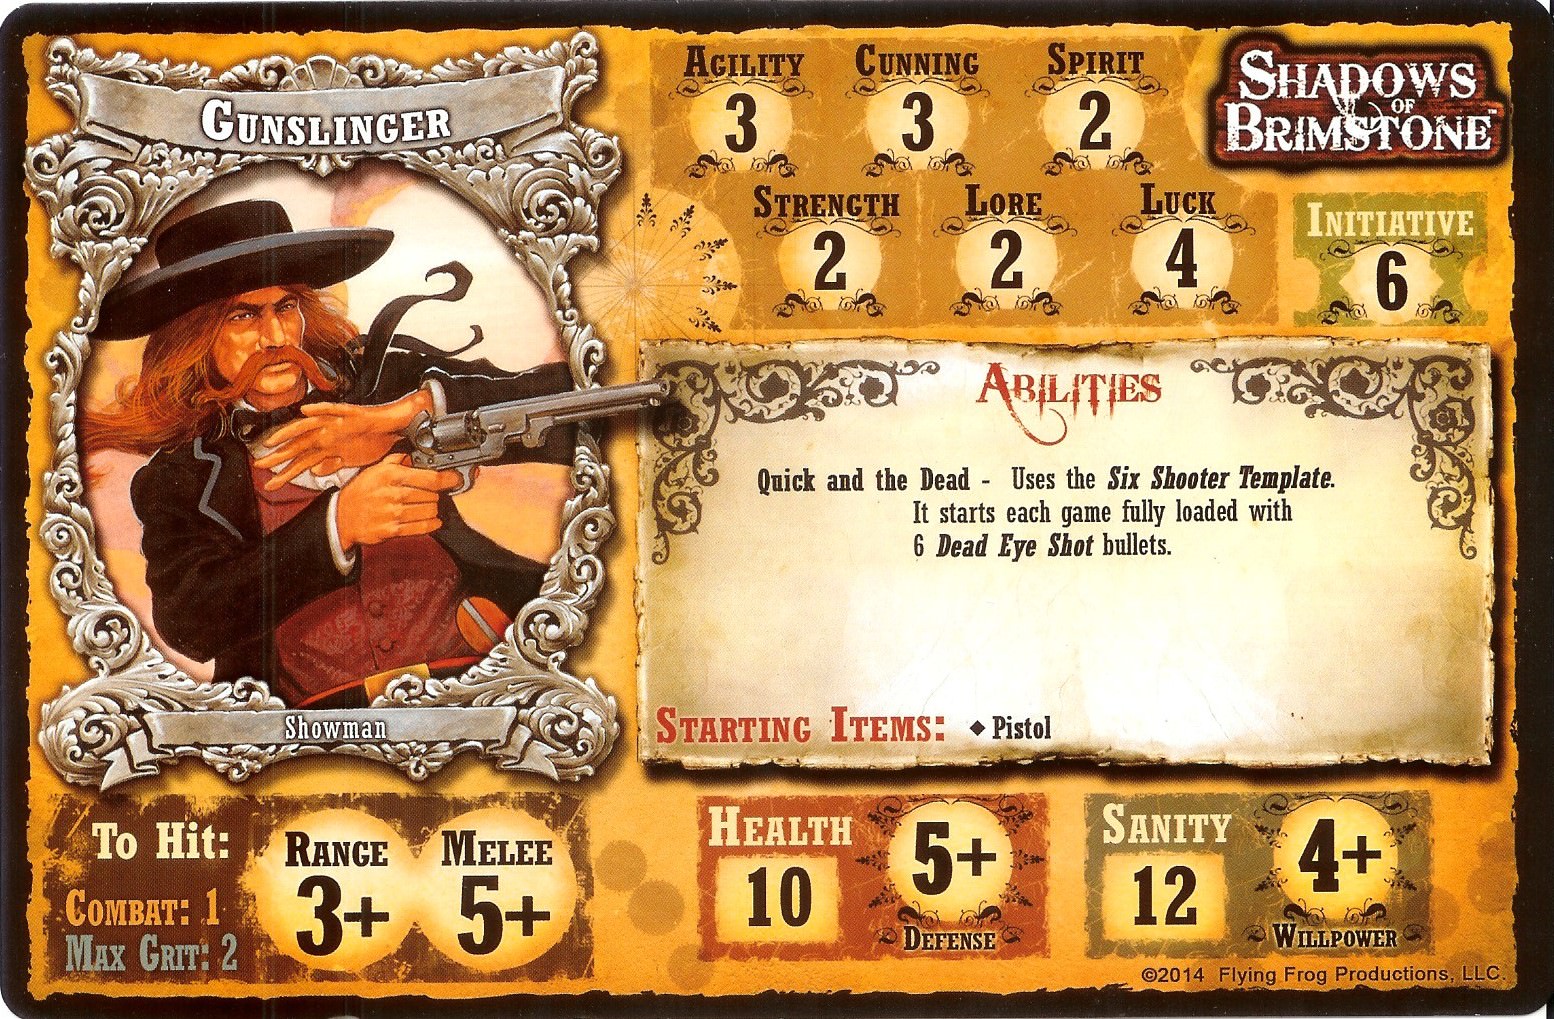 GUNSLINGER
Showman
AGILITY
3
CUNNING
3
SPIRIT
2
SHADOWS
OF
BRIMSTONE™
STRENGTH
2
LORE
2
LUCK
4
INITIATIVE
6
ABILITIES
Quick and the Dead - Uses the Six Shooter Template.
It starts each game fully loaded with
6 Dead Eye Shot bullets.
STARTING ITEMS: ◆ Pistol
TO HIT:
COMBAT: 1
MAX GRIT: 2
RANGE
3+
MELEE
5+
HEALTH
10
5+
DEFENSE
SANITY
12
4+
WILLPOWER
©2014 Flying Frog Productions, LLC.